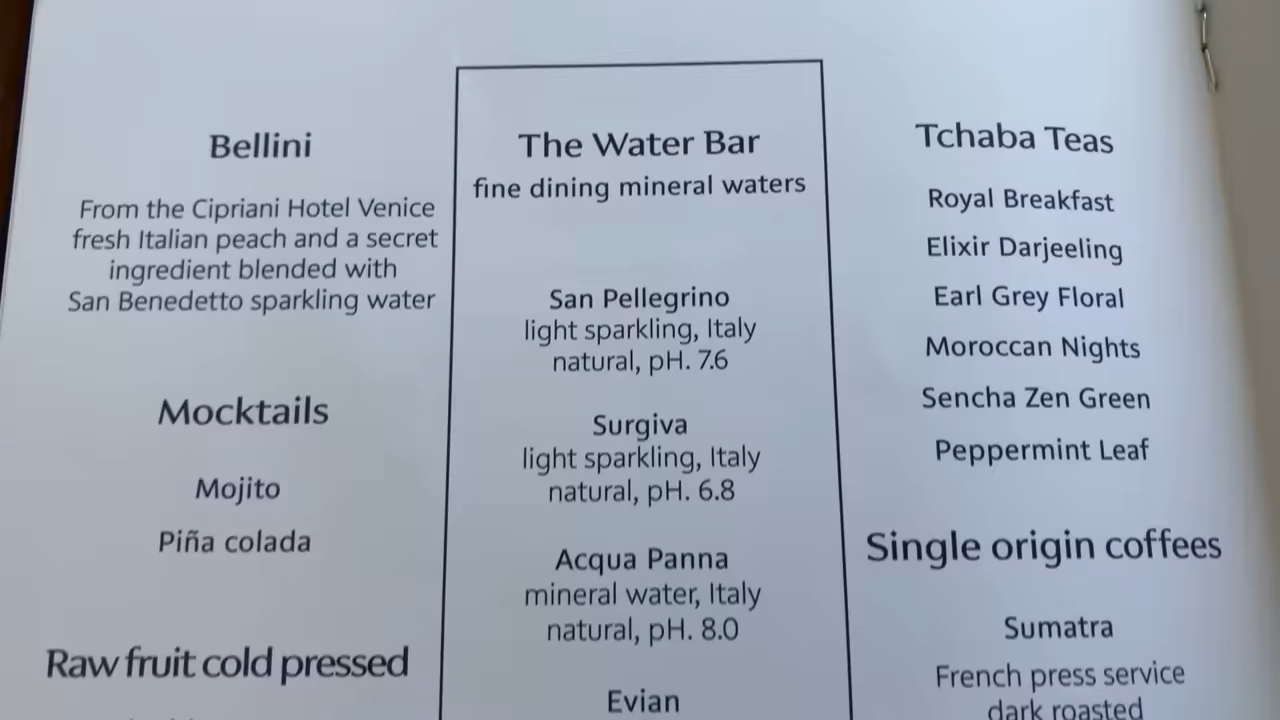 Bellini
From the Cipriani Hotel Venice
fresh Italian peach and a secret
ingredient blended with
San Benedetto sparkling water
Mocktails
Mojito
Piña colada
Raw fruit cold pressed
The Water Bar
fine dining mineral waters
San Pellegrino
light sparkling, Italy
natural, pH. 7.6
Surgiva
light sparkling, Italy
natural, pH. 6.8
Acqua Panna
mineral water, Italy
natural, pH. 8.0
Evian
Tchaba Teas
Royal Breakfast
Elixir Darjeeling
Earl Grey Floral
Moroccan Nights
Sencha Zen Green
Peppermint Leaf
Single origin coffees
Sumatra
French press service
dark roasted